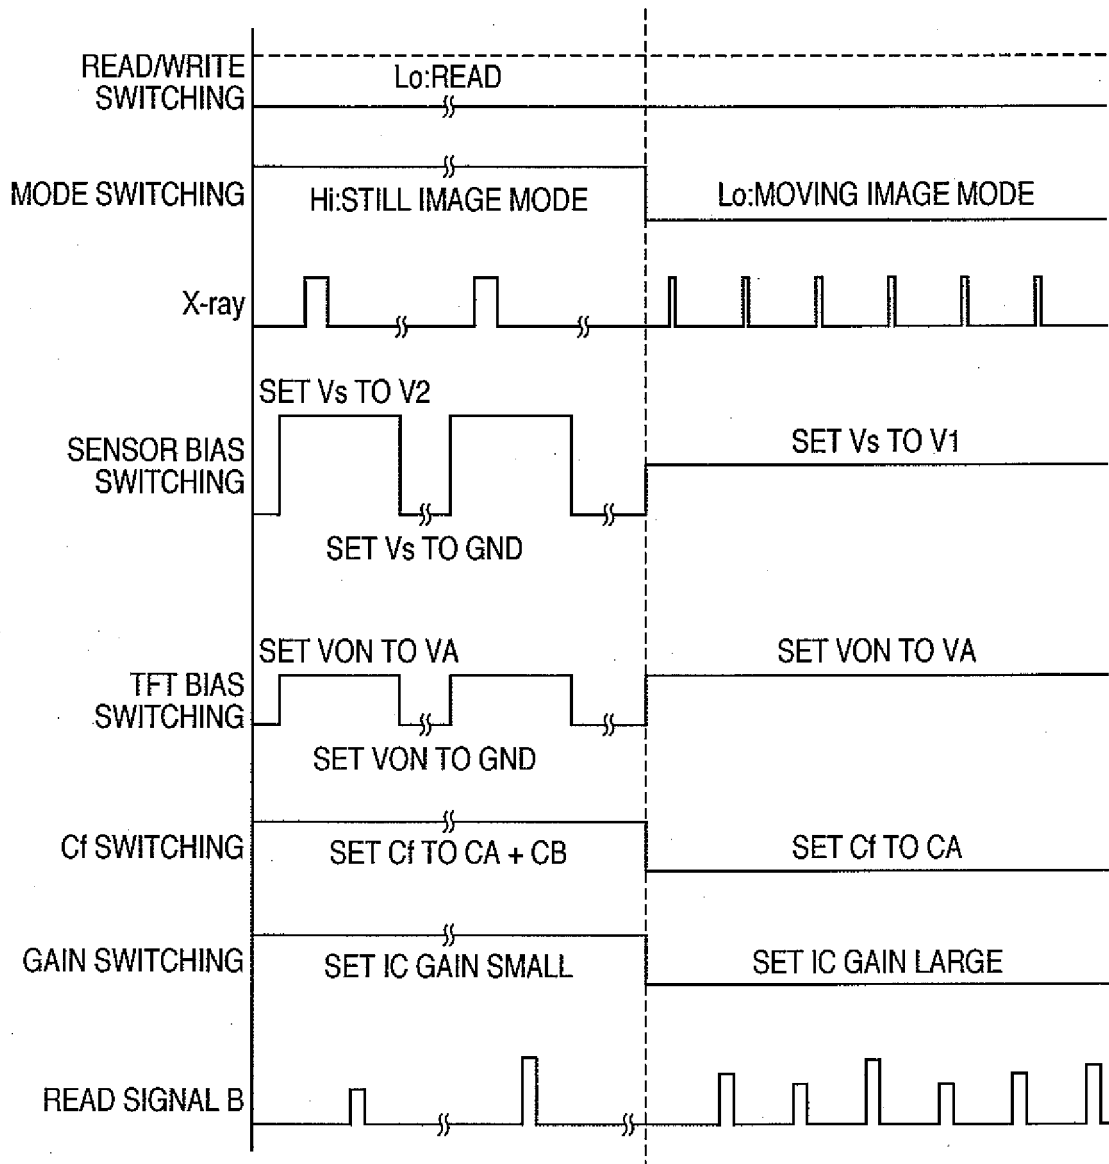 READ/WRITE
SWITCHING
Lo:READ
MODE SWITCHING
Hi:STILL IMAGE MODE
Lo:MOVING IMAGE MODE
X-ray
SET Vs TO V2
SENSOR BIAS
SWITCHING
SET Vs TO V1
SET Vs TO GND
SET VON TO VA
SET VON TO VA
TFT BIAS
SWITCHING
SET VON TO GND
Cf SWITCHING
SET Cf TO CA + CB
SET Cf TO CA
GAIN SWITCHING
SET IC GAIN SMALL
SET IC GAIN LARGE
READ SIGNAL B